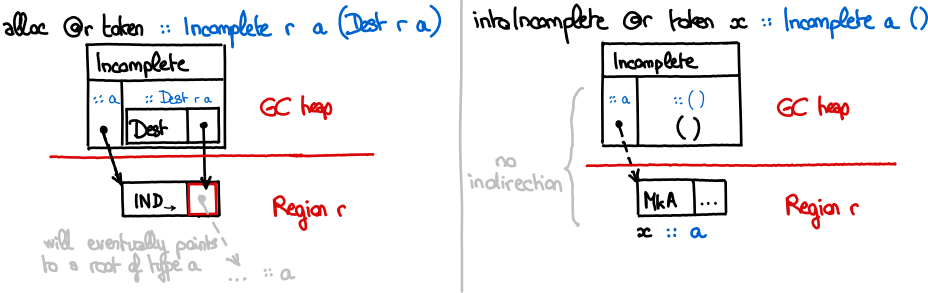 alloc @r token :: Incomplete r a (Dest r a)
Incomplete
:: a
:: Dest r a
Dest
GC heap
IND→
Region r
will eventually points
to a root of type a
... :: a
intoIncomplete @r token x :: Incomplete a ()
Incomplete
:: a
:: ()
()
GC heap
no
indirection
MkA ...
Region r
x :: a